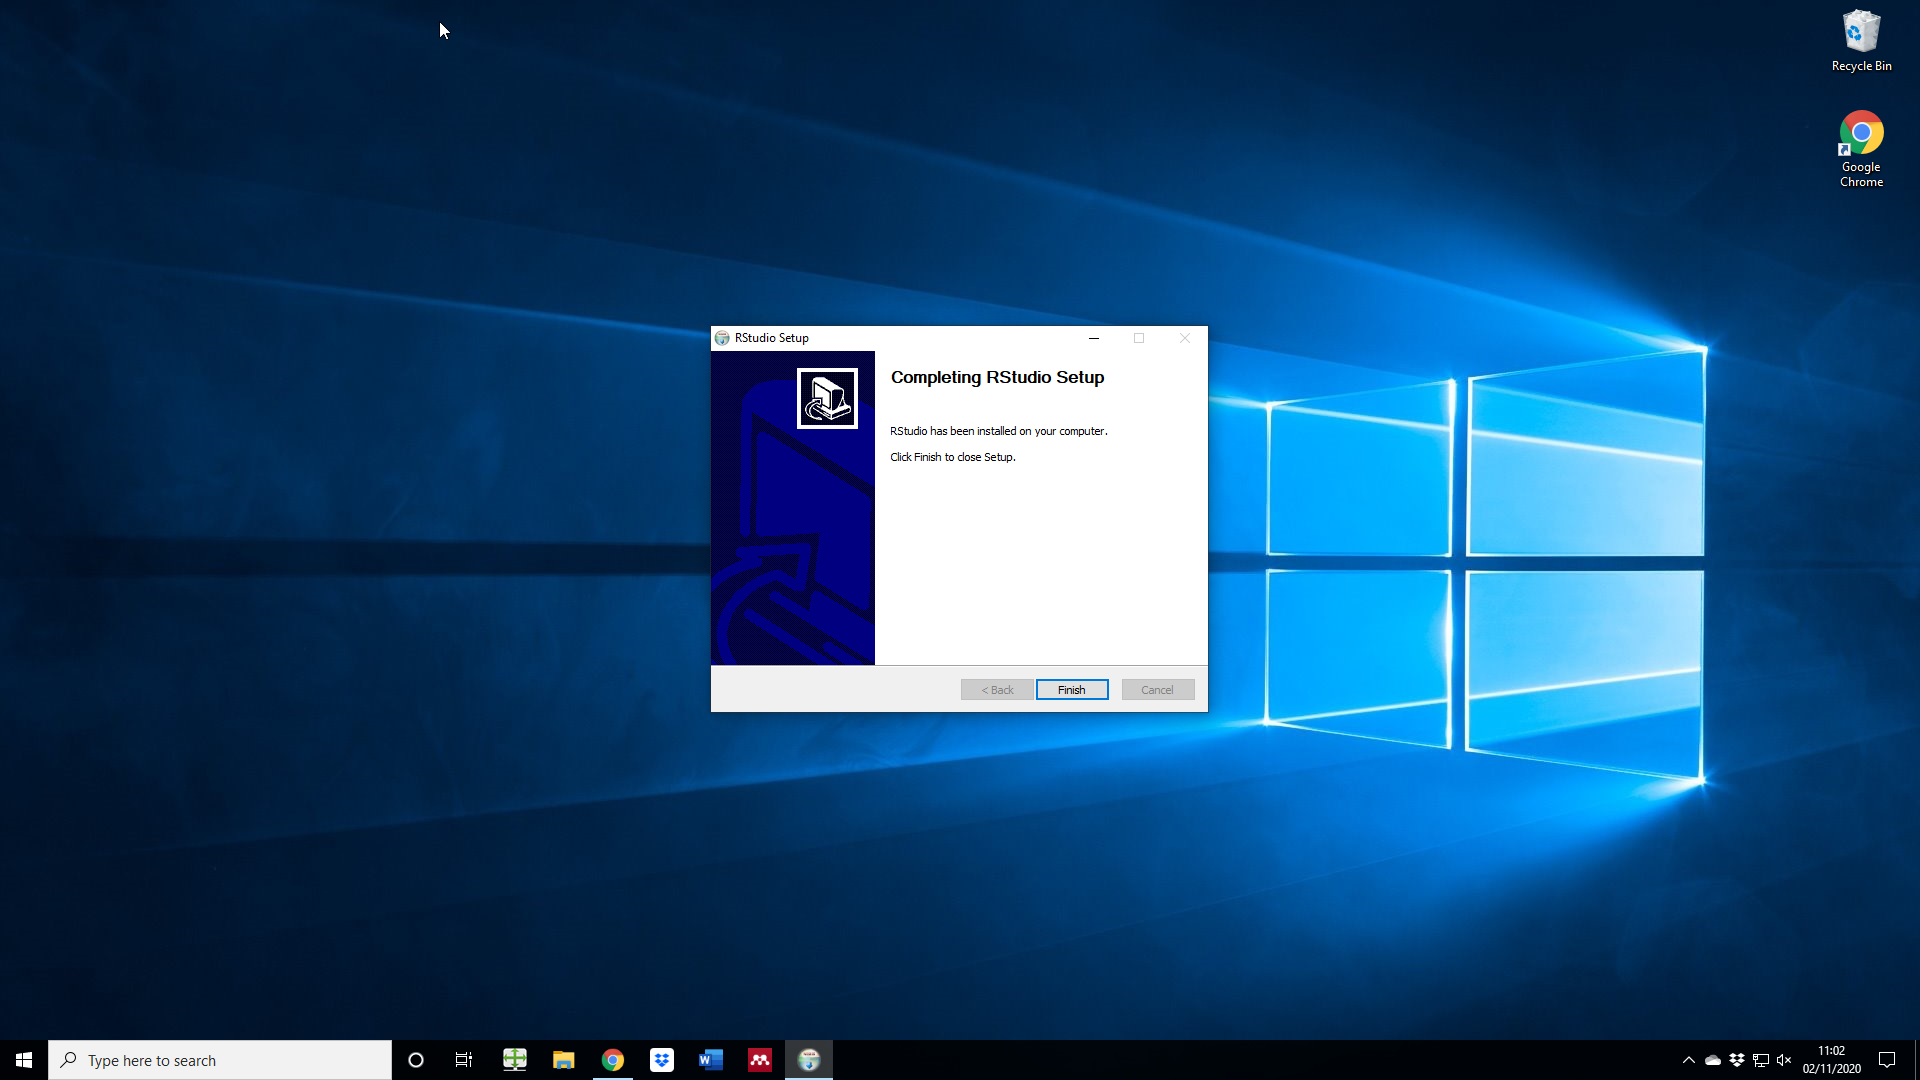 Recycle Bin
Google
Chrome
RStudio Setup
Completing RStudio Setup
RStudio has been installed on your computer.
Click Finish to close Setup.
< Back
Finish
Cancel
Type here to search
11:02
02/11/2020